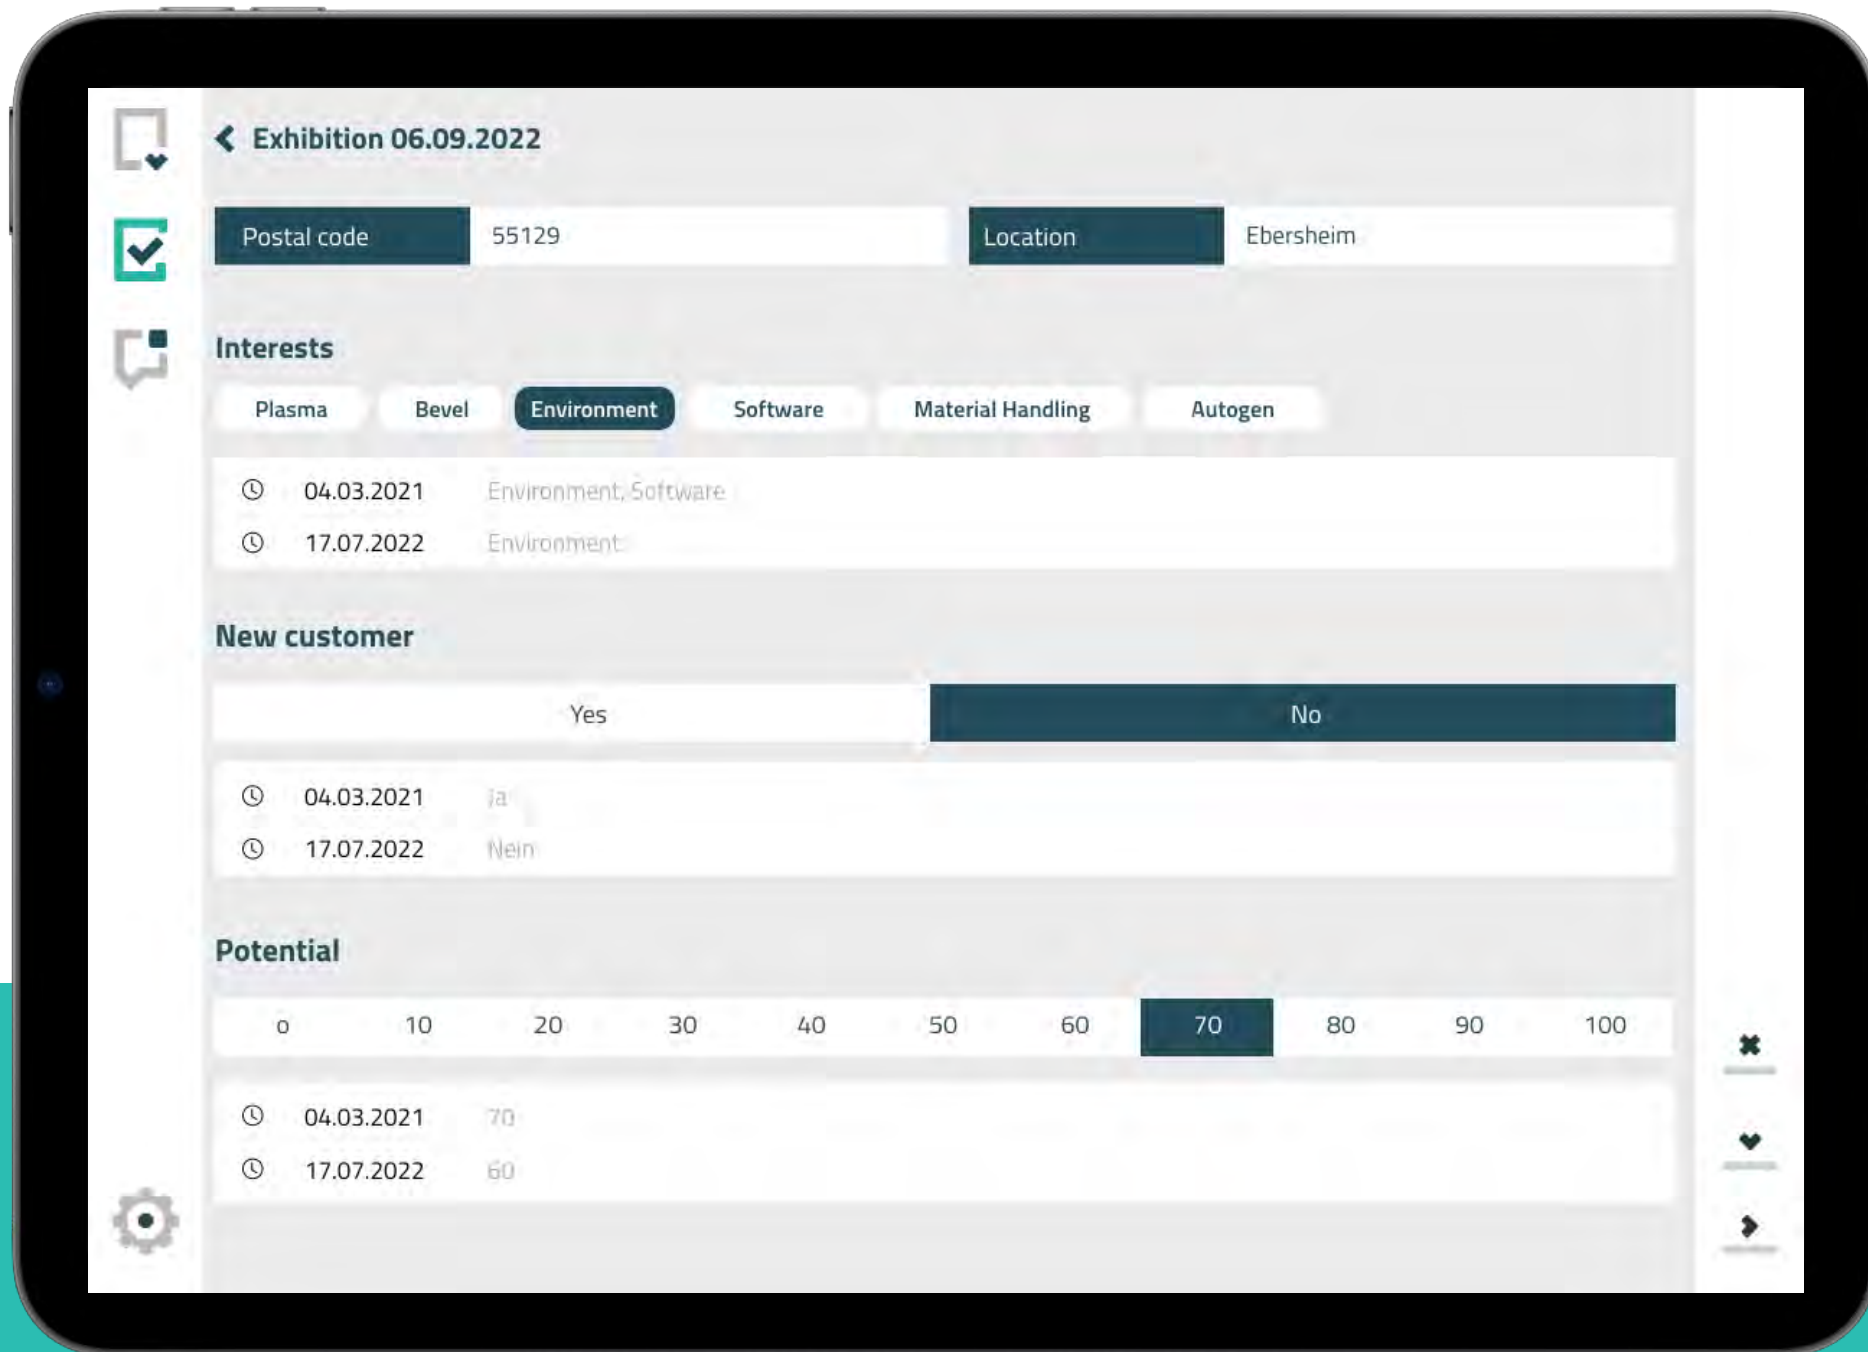 Exhibition 06.09.2022
Postal code 55129 Location Ebersheim
Interests
Plasma Bevel Environment Software Material Handling Autogen
04.03.2021 Environment, Software
17.07.2022 Environment
New customer
Yes No
04.03.2021 Ja
17.07.2022 Nein
Potential
0 10 20 30 40 50 60 70 80 90 100
04.03.2021 70
17.07.2022 60